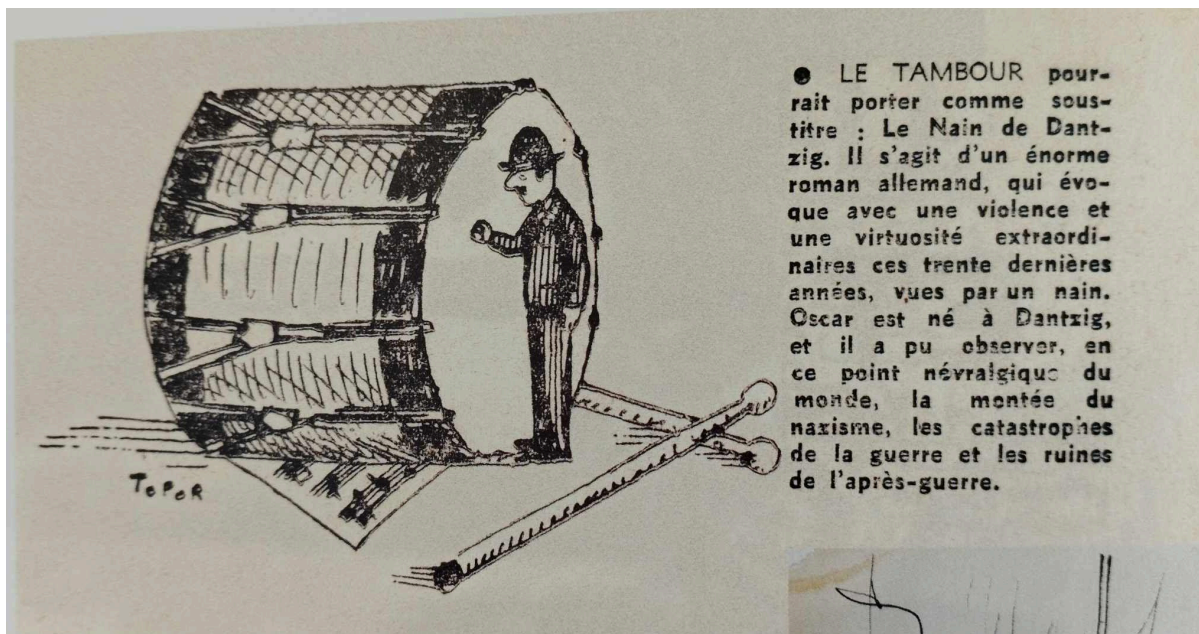 ● LE TAMBOUR pour-
rait porter comme sous-
titre : Le Nain de Dant-
zig. Il s'agit d'un énorme
roman allemand, qui évo-
que avec une violence et
une virtuosité extraordi-
naires ces trente dernières
années, vues par un nain.
Oscar est né à Dantzig,
et il a pu observer, en
ce point névralgique du
monde, la montée du
nazisme, les catastrophes
de la guerre et les ruines
de l'après-guerre.
TOPOR